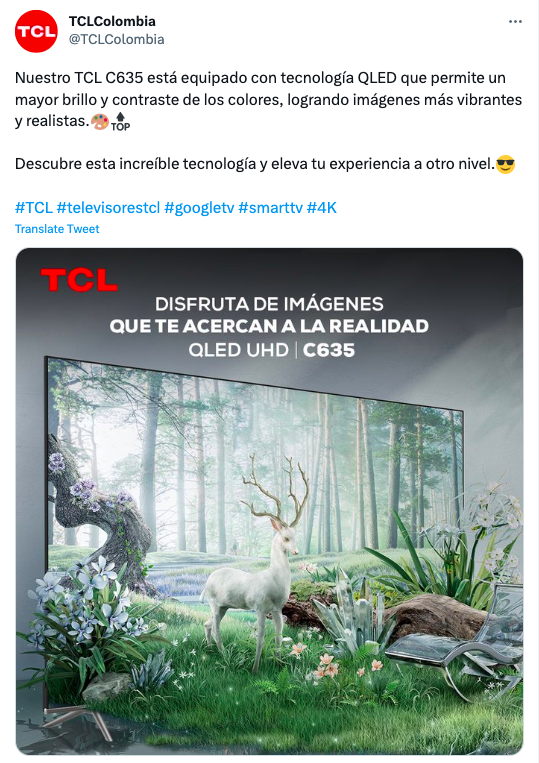 TCL
TCLColombia
@TCLColombia
Nuestro TCL C635 está equipado con tecnología QLED que permite un
mayor brillo y contraste de los colores, logrando imágenes más vibrantes
y realistas.🎨🔝
Descubre esta increíble tecnología y eleva tu experiencia a otro nivel.😎
#TCL #televisorestcl #googletv #smarttv #4K
Translate Tweet
TCL
DISFRUTA DE IMÁGENES
QUE TE ACERCAN A LA REALIDAD
QLED UHD | C635